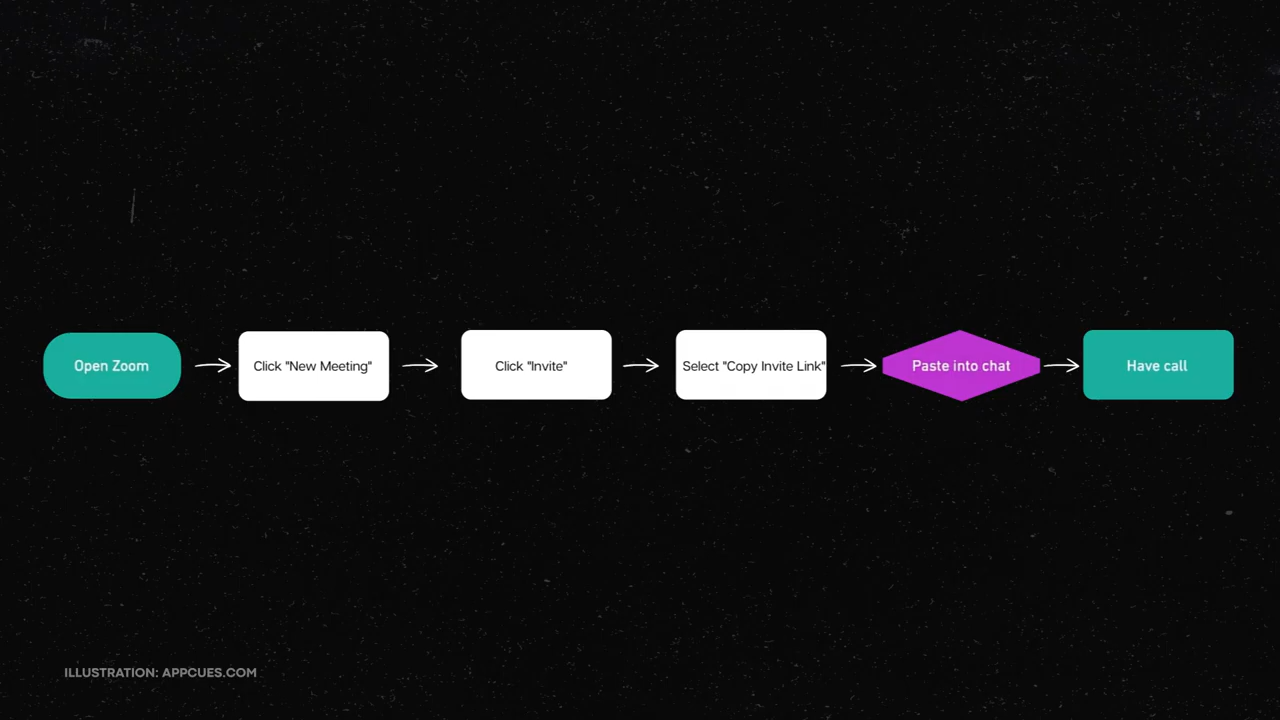 Open Zoom
Click "New Meeting"
Click "Invite"
Select "Copy Invite Link"
Paste into chat
Have call
ILLUSTRATION: APPCUES.COM